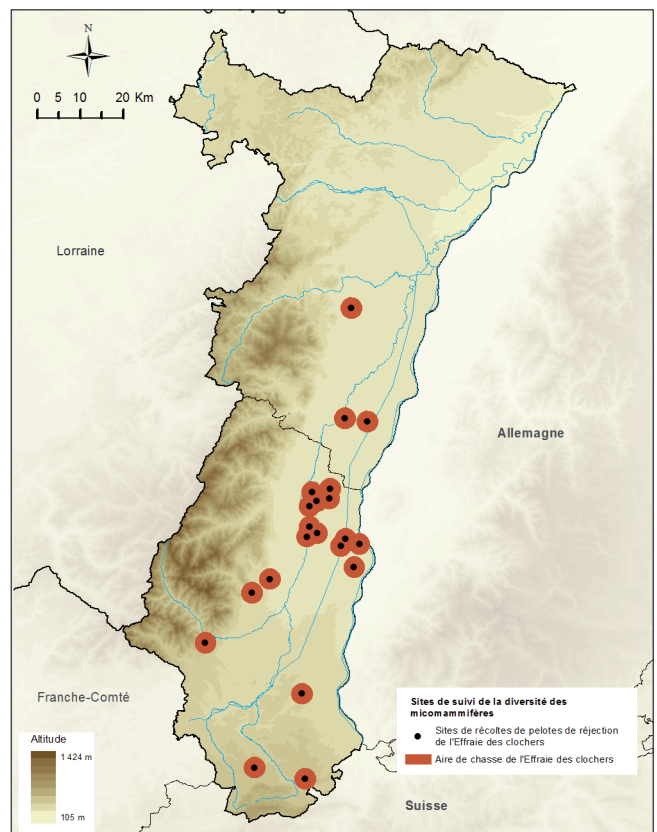 N
0 5 10 20 Km
Lorraine
Allemagne
Franche-Comté
Suisse
Sites de suivi de la diversité des
micomammifères
Sites de récoltes de pelotes de réjection
de l'Effraie des clochers
Aire de chasse de l'Effraie des clochers
Altitude
1 424 m
105 m